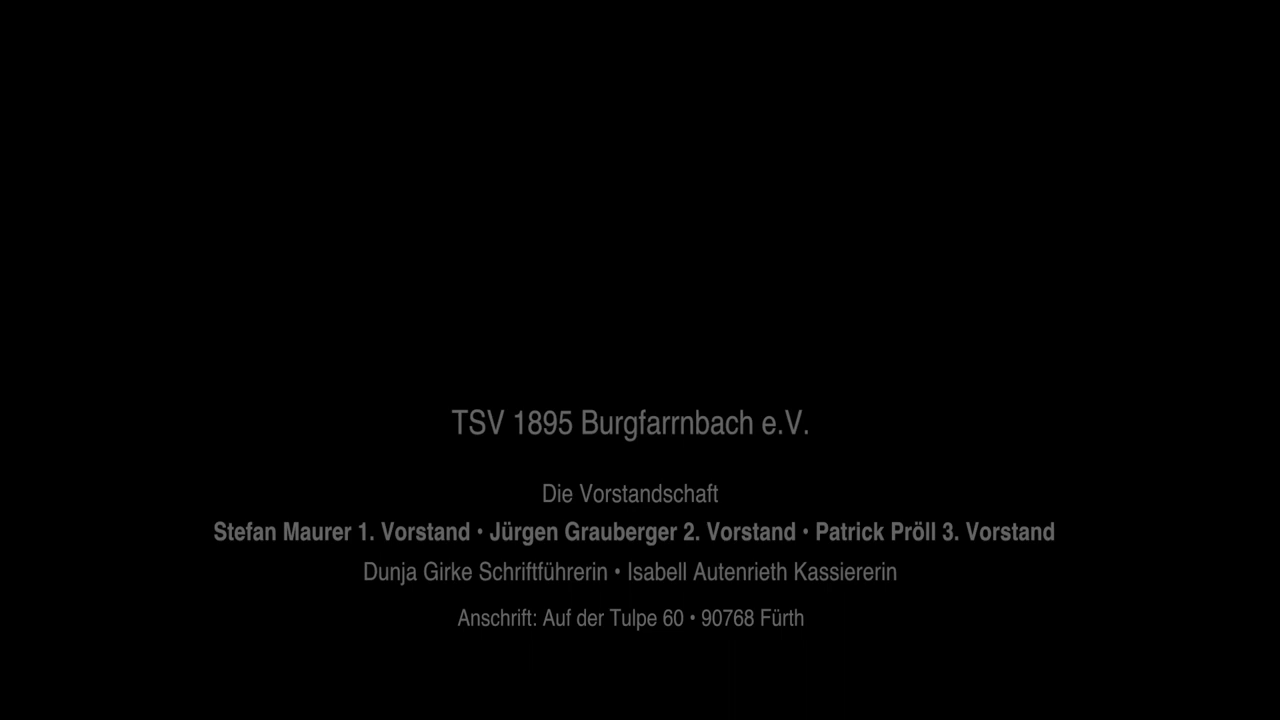 TSV 1895 Burgfarrnbach e.V.
Die Vorstandschaft
Stefan Maurer 1. Vorstand • Jürgen Grauberger 2. Vorstand • Patrick Pröll 3. Vorstand
Dunja Girke Schriftführerin • Isabell Autenrieth Kassiererin
Anschrift: Auf der Tulpe 60 • 90768 Fürth